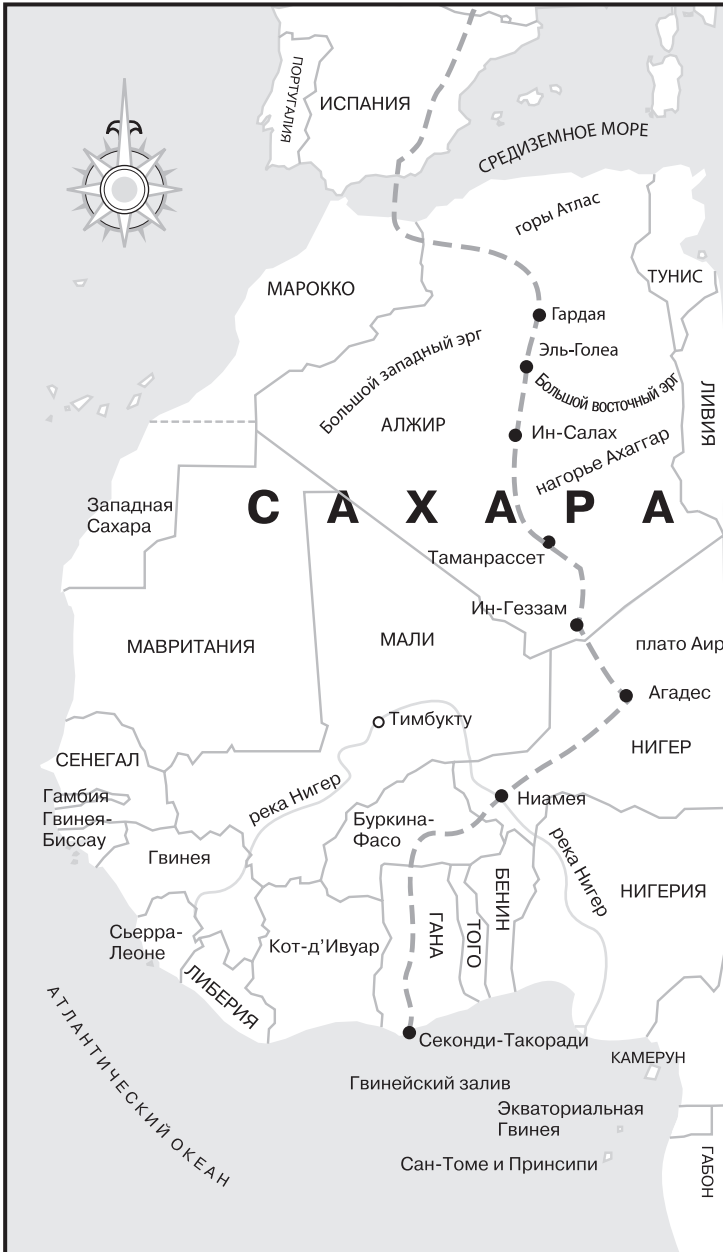 ПОРТУГАЛИЯ
ИСПАНИЯ
СРЕДИЗЕМНОЕ МОРЕ
горы Атлас
ТУНИС
МАРОККО
Гардая
Эль-Голеа
Большой западный эрг
Большой восточный эрг
ЛИВИЯ
АЛЖИР
Ин-Салах
нагорье Ахаггар
САХАРА
Западная
Сахара
Таманрассет
Ин-Геззам
МАВРИТАНИЯ
МАЛИ
плато Аир
Агадес
Тимбукту
НИГЕР
СЕНЕГАЛ
Гамбия
Гвинея-
Биссау
река Нигер
Ниамея
Буркина-
Фасо
Гвинея
река Нигер
БЕНИН
НИГЕРИЯ
Сьерра-
Леоне
Кот-д'Ивуар
ГАНА
ТОГО
ЛИБЕРИЯ
АТЛАНТИЧЕСКИЙ ОКЕАН
Секонди-Такоради
КАМЕРУН
Гвинейский залив
Экваториальная
Гвинея
Сан-Томе и Принсипи
ГАБОН